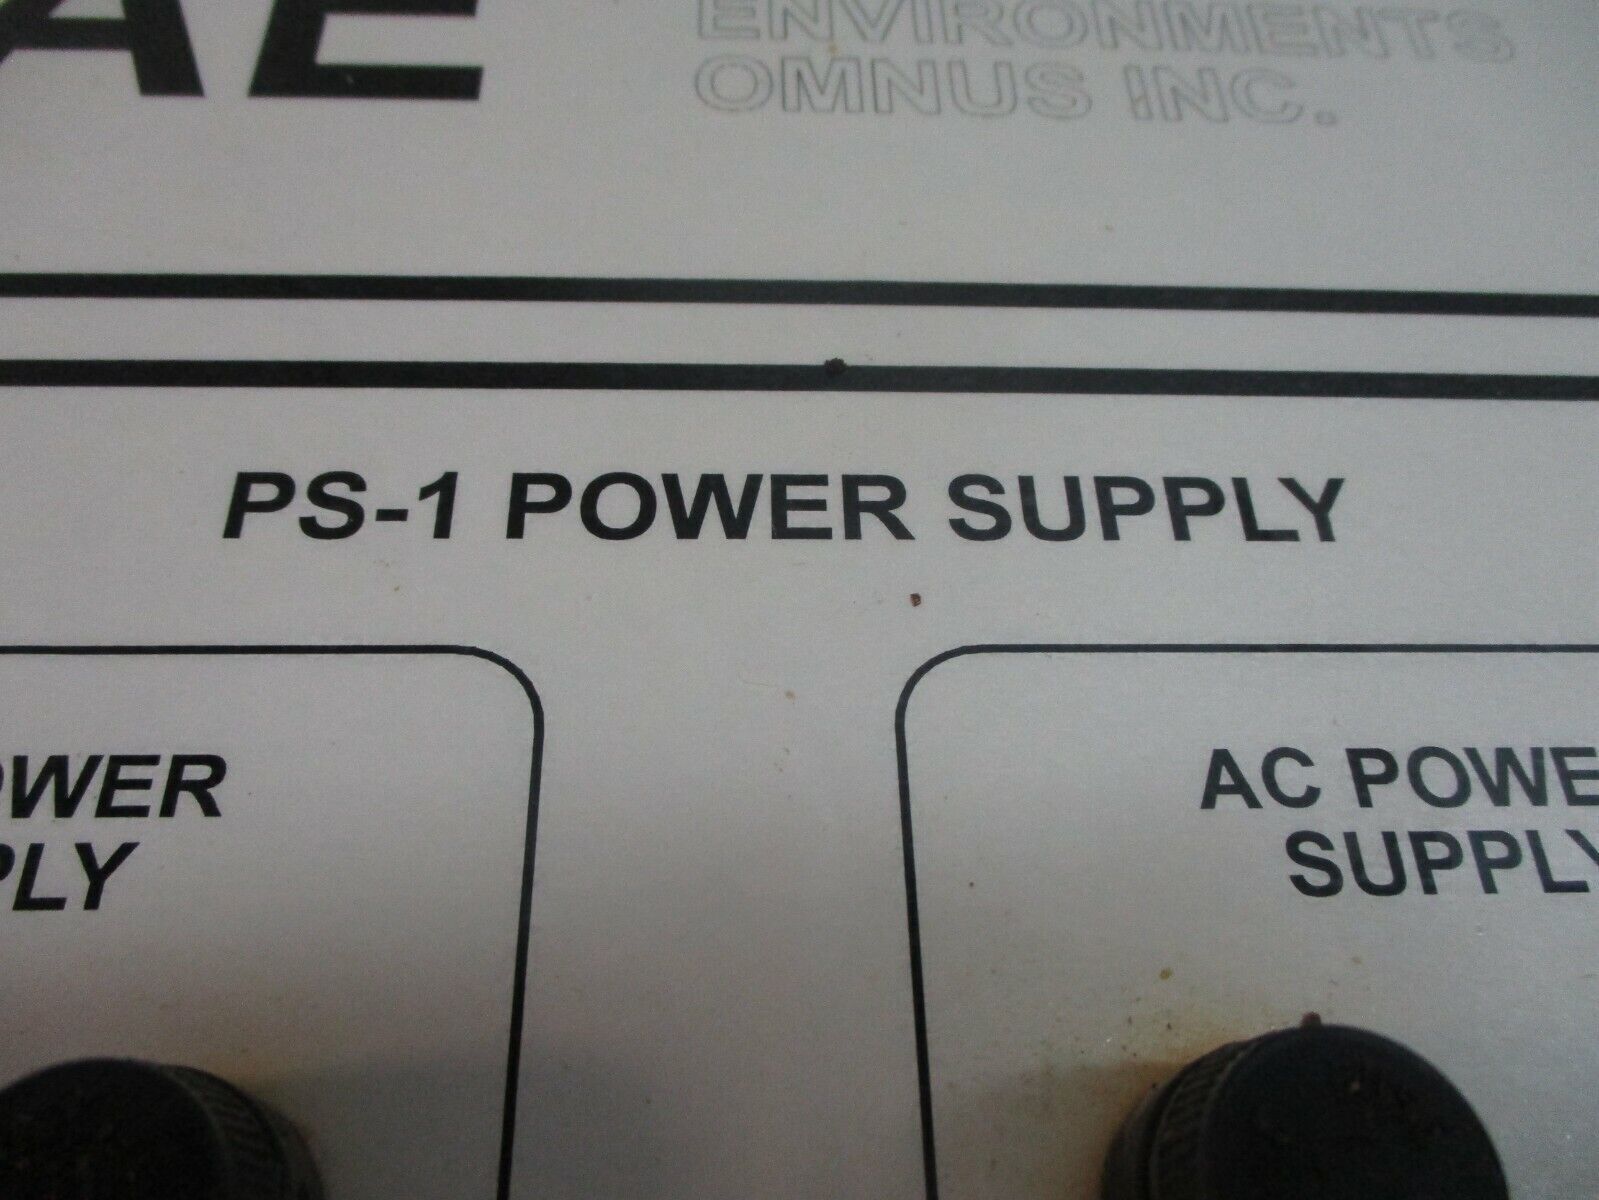 AE
ENVIRONMENTS
OMNUS INC.
PS-1 POWER SUPPLY
OWER
PLY
AC POWE
SUPPLY